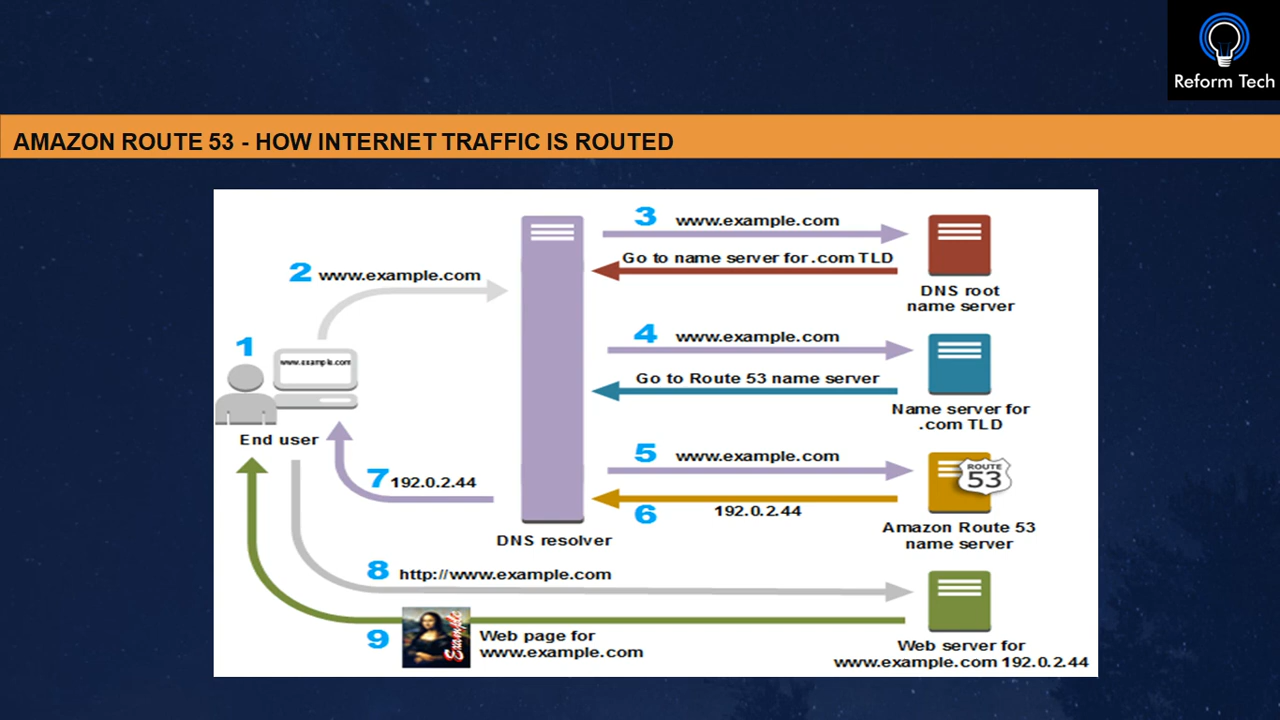 Reform Tech
AMAZON ROUTE 53 - HOW INTERNET TRAFFIC IS ROUTED
3 www.example.com
Go to name server for .com TLD
DNS root
name server
2 www.example.com
4 www.example.com
Go to Route 53 name server
Name server for
.com TLD
1
www.example.com
End user
5 www.example.com
ROUTE
53
6 192.0.2.44
Amazon Route 53
name server
7 192.0.2.44
DNS resolver
8 http://www.example.com
9
Example
Web page for
www.example.com
Web server for
www.example.com 192.0.2.44